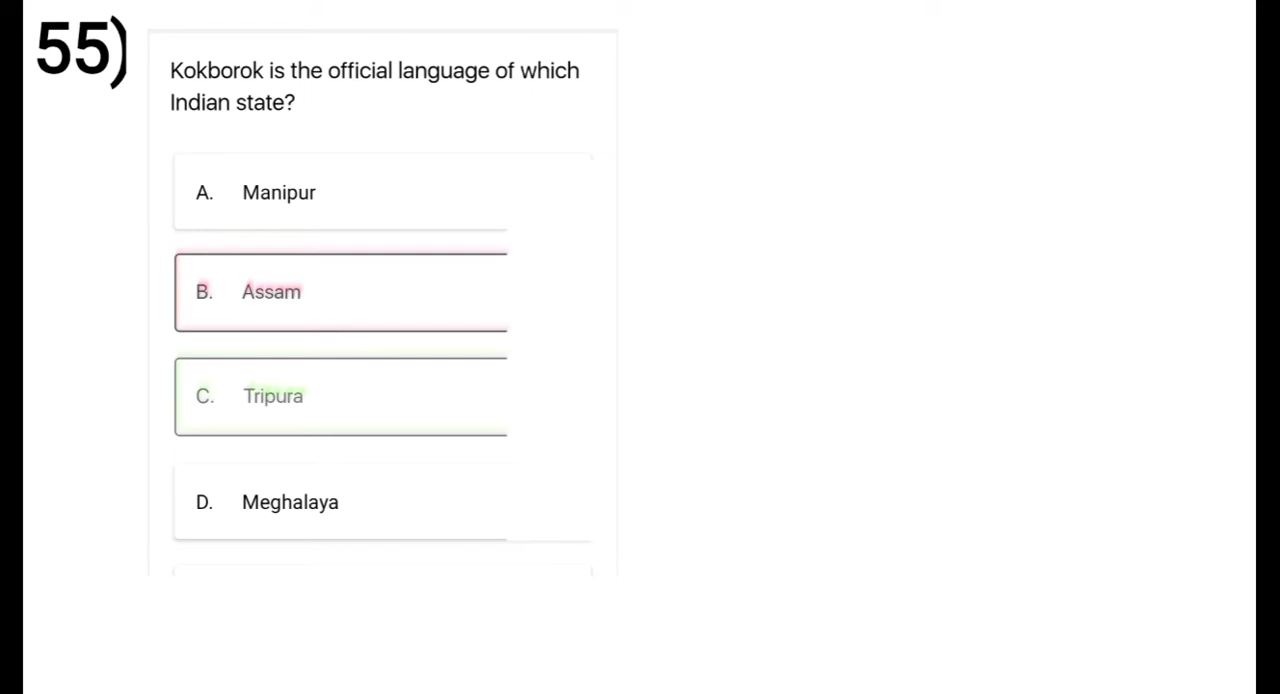 55)
Kokborok is the official language of which
Indian state?
A. Manipur
B. Assam
C. Tripura
D. Meghalaya